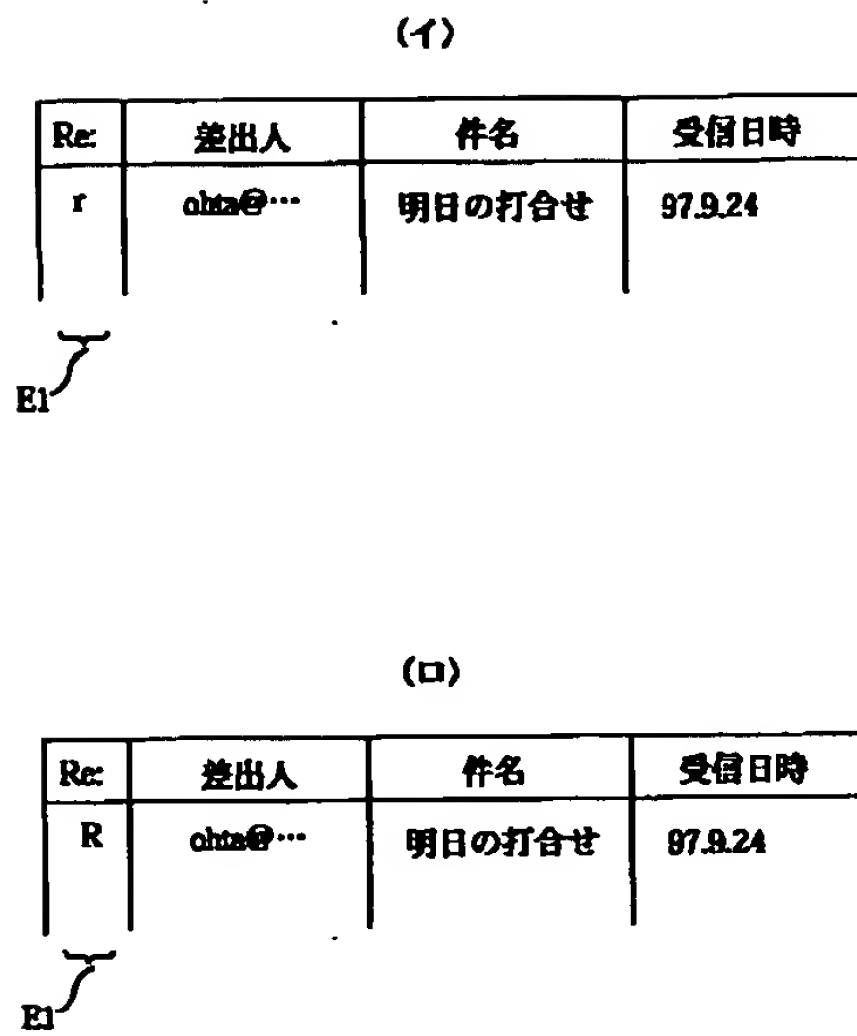 (イ)
Re: 差出人 件名 受信日時
r ohta@… 明日の打合せ 97.9.24
E1
(ロ)
Re: 差出人 件名 受信日時
R ohta@… 明日の打合せ 97.9.24
E1